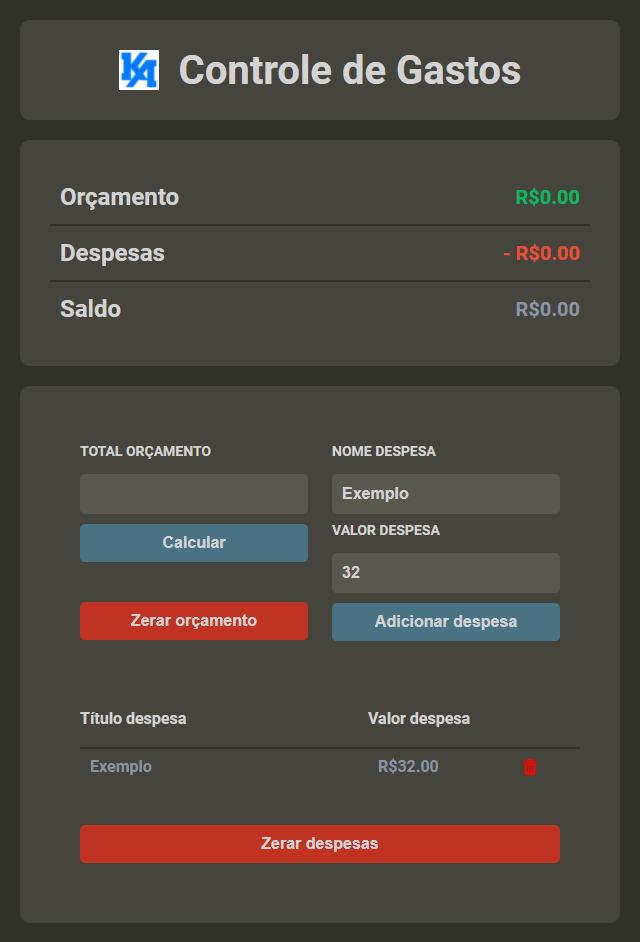 KA
Controle de Gastos
Orçamento R$0.00
Despesas - R$0.00
Saldo R$0.00
TOTAL ORÇAMENTO
Calcular
Zerar orçamento
NOME DESPESA
Exemplo
VALOR DESPESA
32
Adicionar despesa
Título despesa Valor despesa
Exemplo R$32.00
Zerar despesas